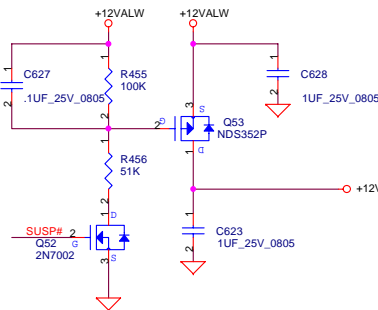 +12VALW
+12VALW
1
C627
2
.1UF_25V_0805
1
R455
100K
2
1
C628
2
1UF_25V_0805
3
S
2
G
Q53
NDS352P
1
D
1
R456
51K
2
+12V
1
C623
2
1UF_25V_0805
1
D
SUSP#
2
G
Q52
2N7002
3
S